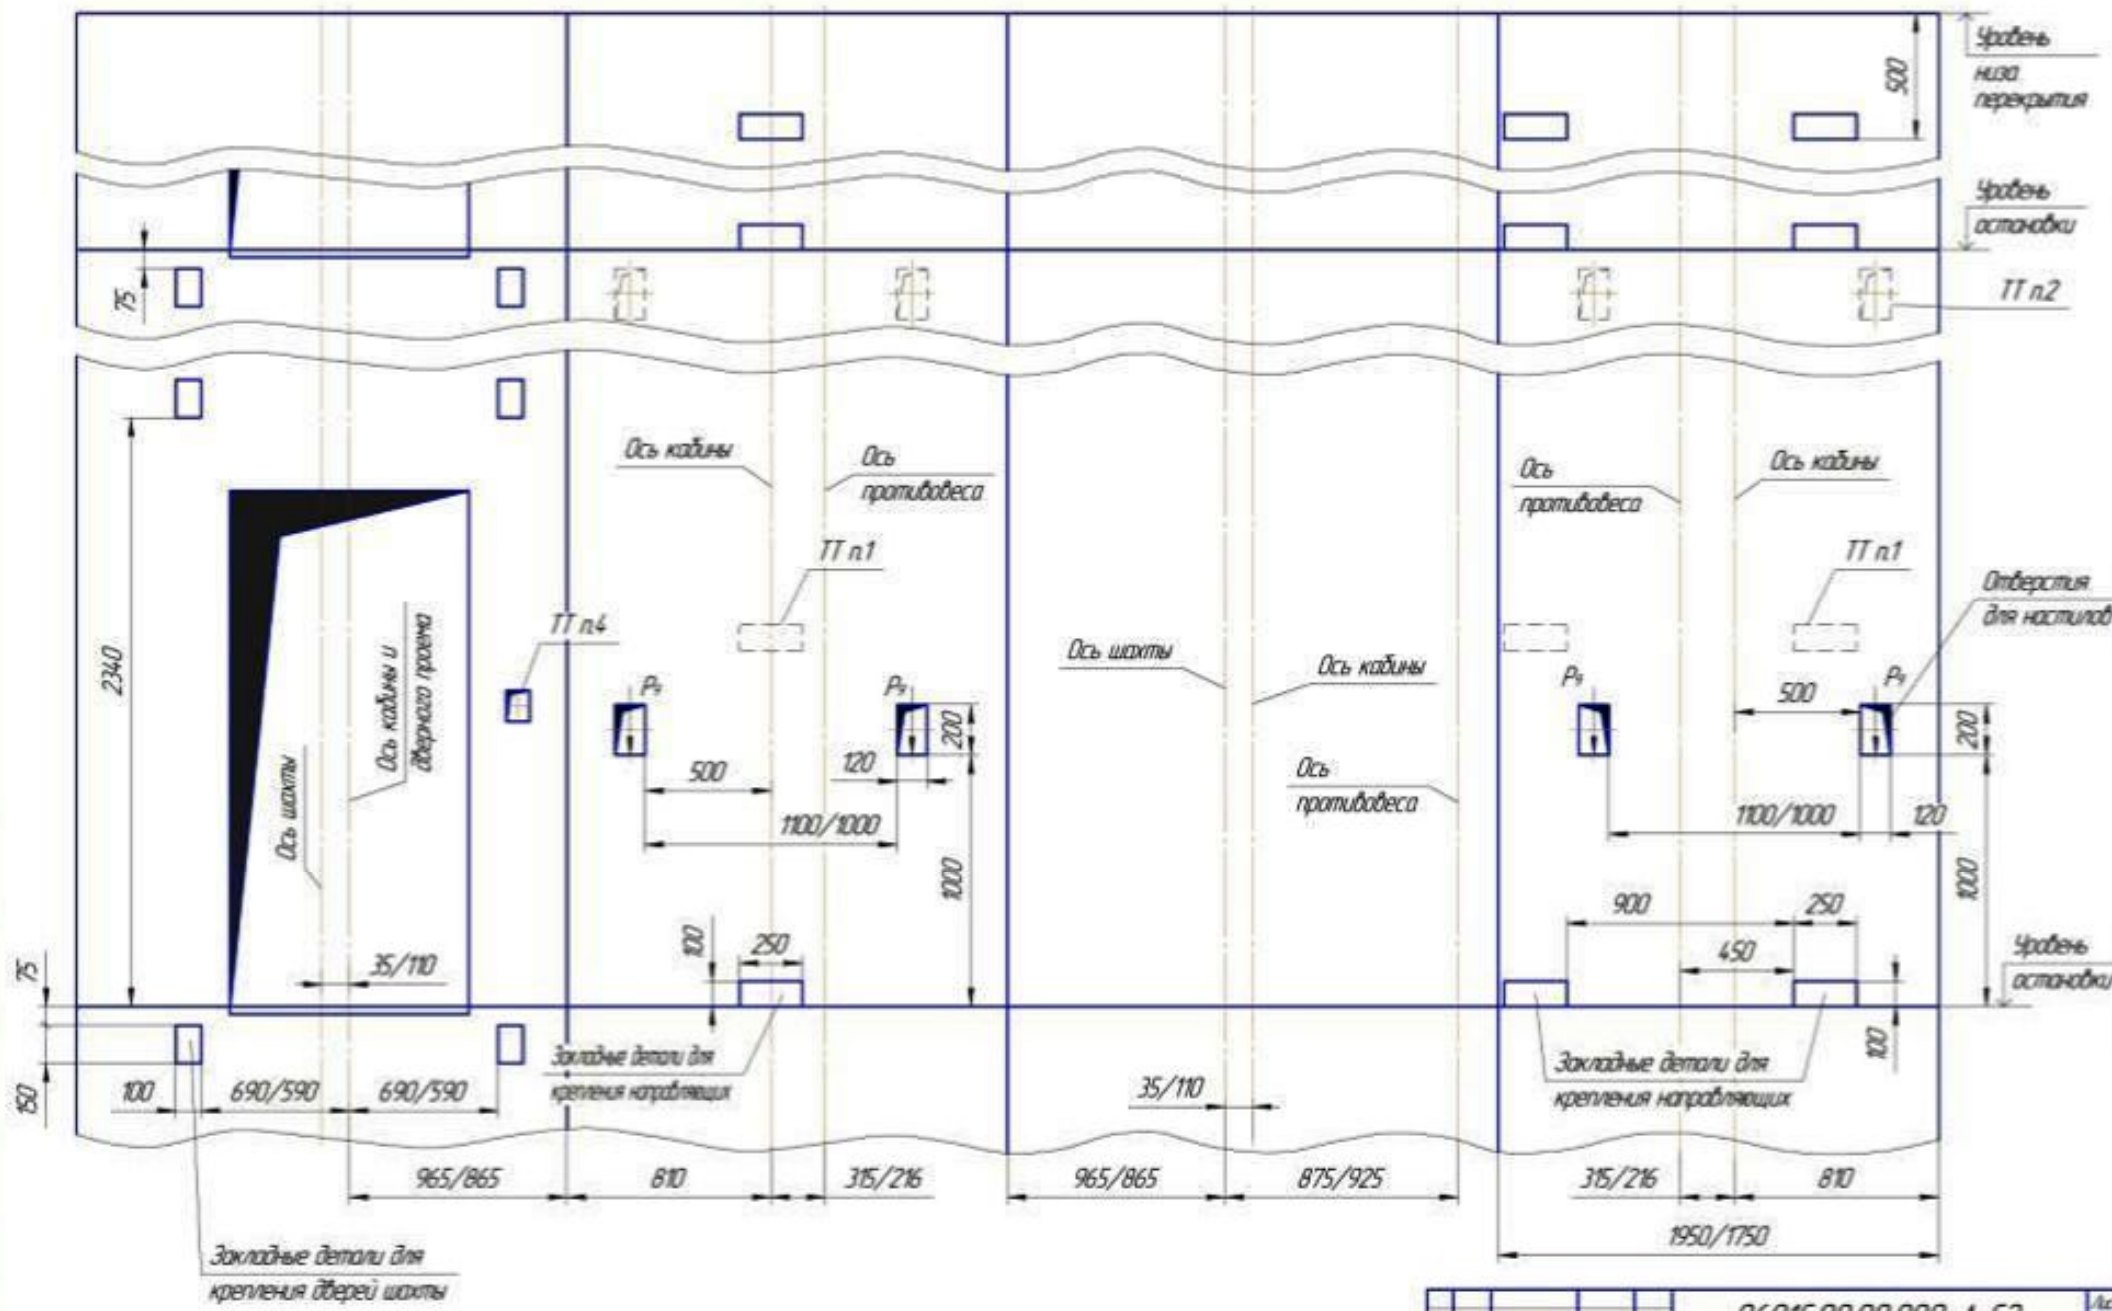 Уровень
низа
перекрытия
500
Уровень
остановки
75
ТТ п.2
Ось кабины
Ось
противовеса
Ось
противовеса
Ось кабины
ТТ п.1
ТТ п.1
Отверстия
для настилов
2340
ТТ п.4
Ось шахты
Ось кабины и
дверного проема
Р₉
Р₉
Ось шахты
Ось кабины
Р₉
Р₉
500
200
500
120
200
Ось
противовеса
1100/1000
1100/1000
120
1000
1000
900
250
100
250
450
75
35/110
Уровень
остановки
100
150
100
690/590
690/590
Закладные детали для
крепления направляющих
35/110
Закладные детали для
крепления направляющих
965/865
810
315/216
965/865
875/925
315/216
810
1950/1750
Закладные детали для
крепления дверей шахты